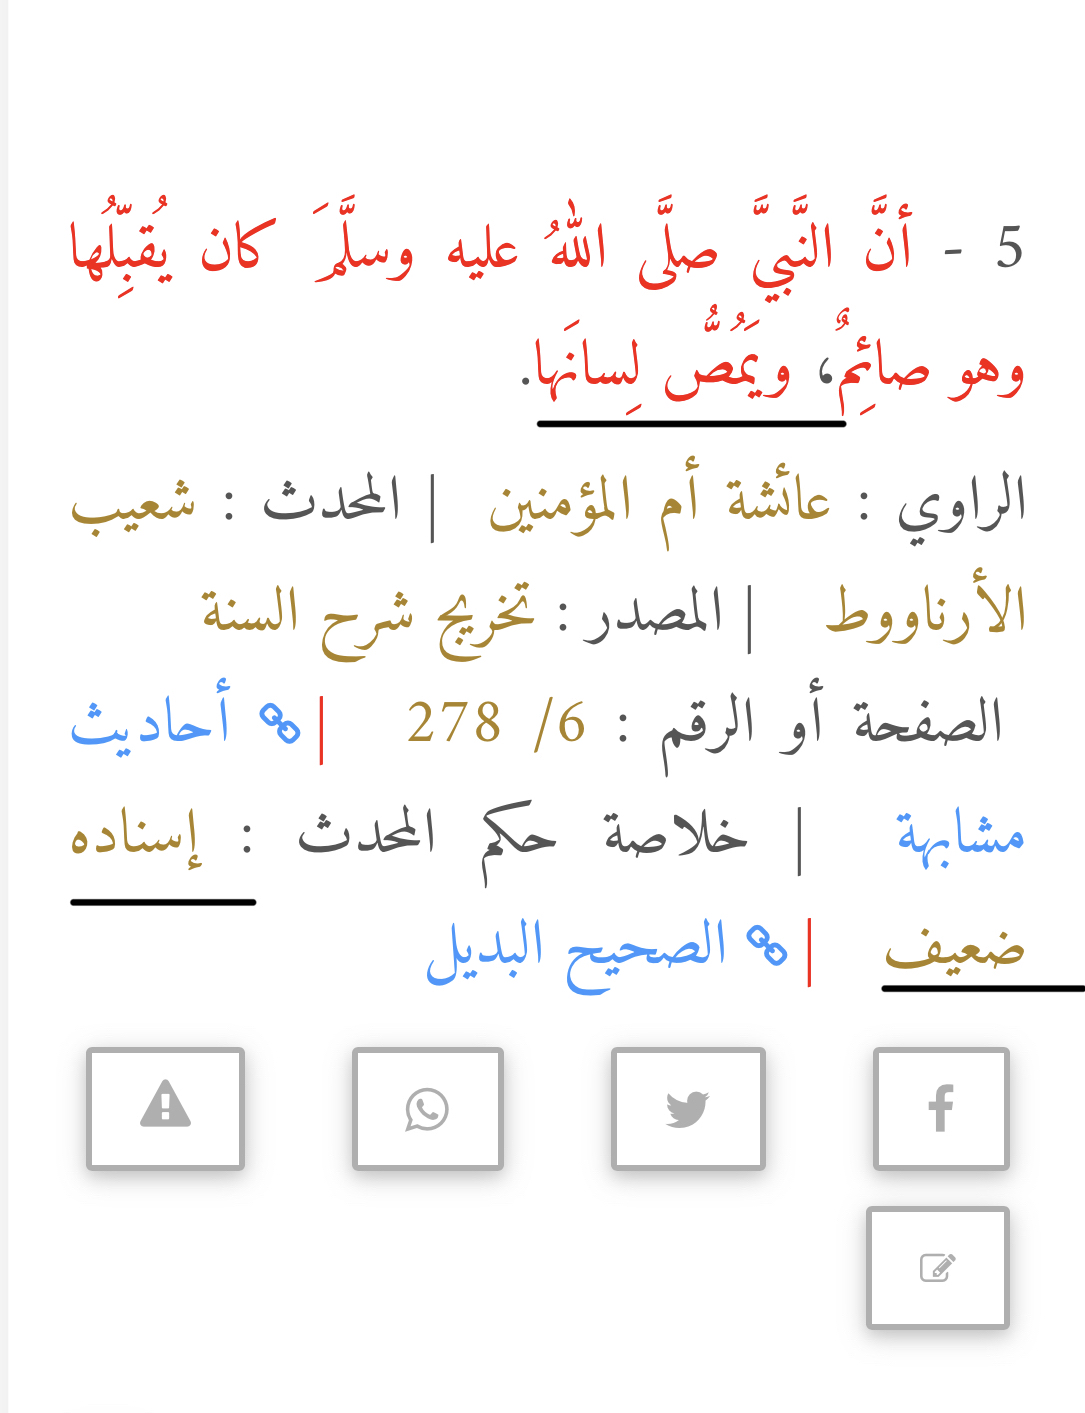 5 - أنَّ النَّبيَّ صلَّى اللهُ عليه وسلَّمَ كان يُقبِّلُها
وهو صائِمٌ، ويَمُصُّ لِسانَها.
الراوي : عائشة أم المؤمنين | المحدث : شعيب
الأرناووط | المصدر : تخريج شرح السنة
الصفحة أو الرقم : 6/ 278 | أحاديث
مشابهة | خلاصة حكم المحدث : إسناده
ضعيف | الصحيح البديل